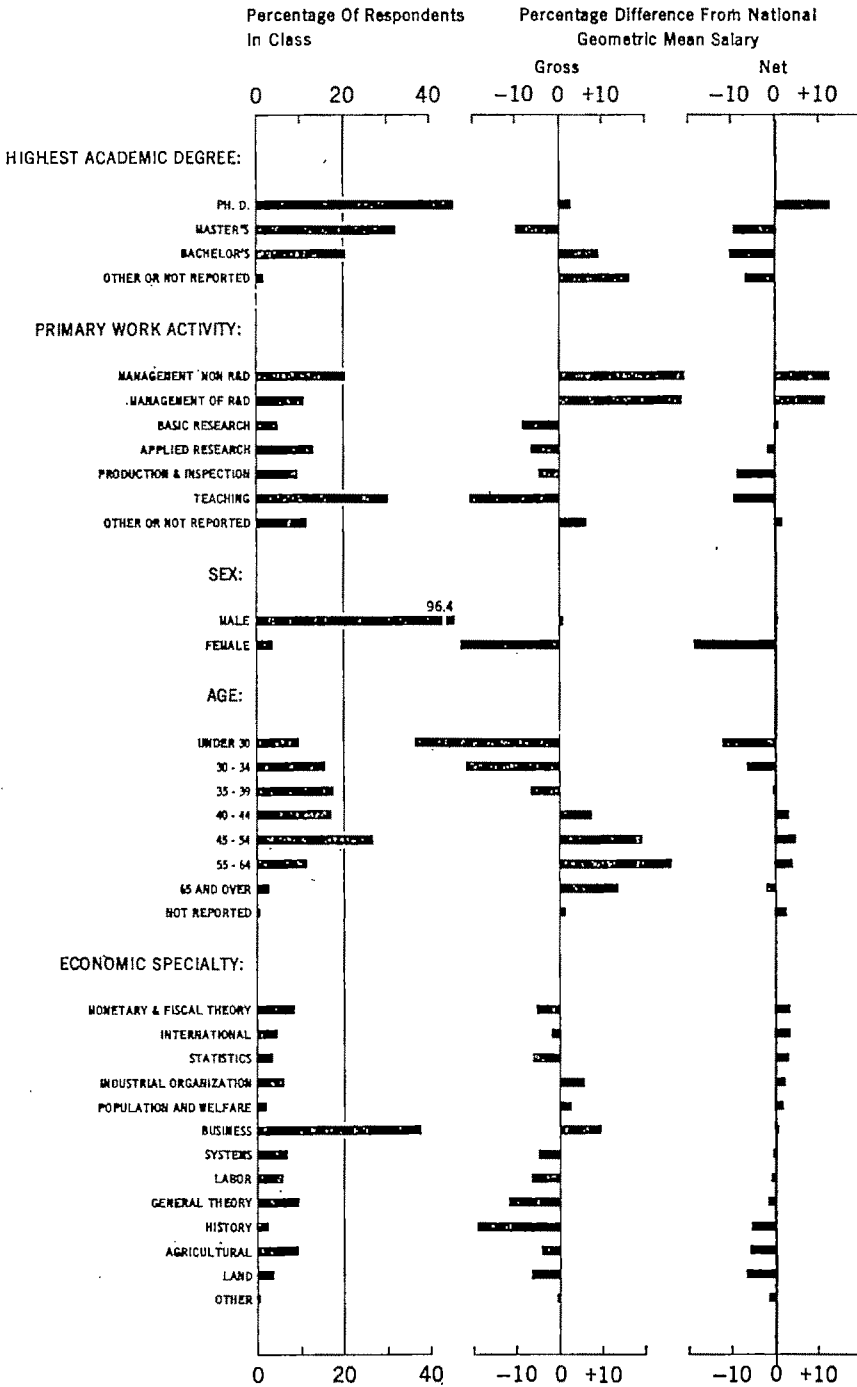 Percentage Of Respondents
In Class
Percentage Difference From National
Geometric Mean Salary
Gross
Net
0 20 40
−10 0 +10
−10 0 +10
HIGHEST ACADEMIC DEGREE:
PH. D.
MASTER'S
BACHELOR'S
OTHER OR NOT REPORTED
PRIMARY WORK ACTIVITY:
MANAGEMENT NON R&D
MANAGEMENT OF R&D
BASIC RESEARCH
APPLIED RESEARCH
PRODUCTION & INSPECTION
TEACHING
OTHER OR NOT REPORTED
SEX:
96.4
MALE
FEMALE
AGE:
UNDER 30
30 - 34
35 - 39
40 - 44
45 - 54
55 - 64
65 AND OVER
NOT REPORTED
ECONOMIC SPECIALTY:
MONETARY & FISCAL THEORY
INTERNATIONAL
STATISTICS
INDUSTRIAL ORGANIZATION
POPULATION AND WELFARE
BUSINESS
SYSTEMS
LABOR
GENERAL THEORY
HISTORY
AGRICULTURAL
LAND
OTHER
0 20 40
−10 0 +10
−10 0 +10